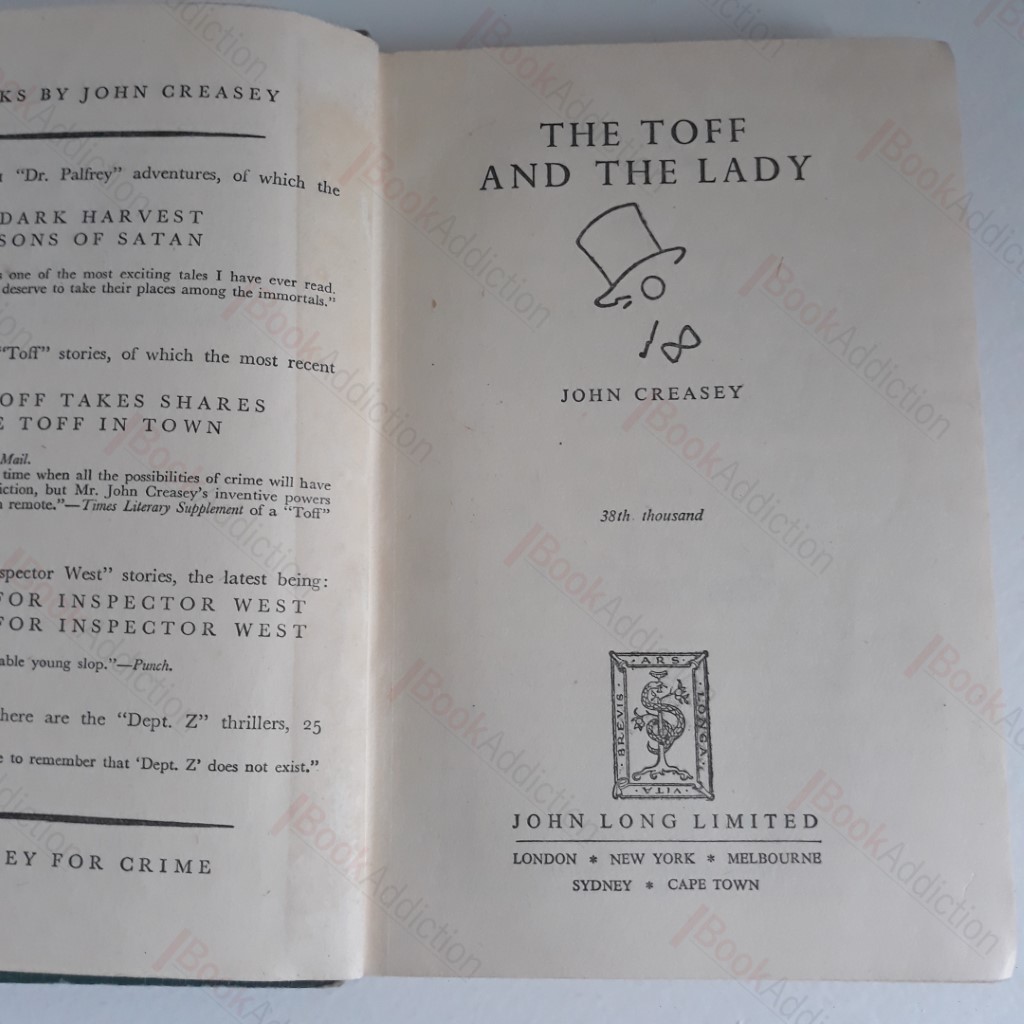 KS BY JOHN CREASEY
"Dr. Palfrey" adventures, of which the
DARK HARVEST
SONS OF SATAN
one of the most exciting tales I have ever read.
deserve to take their places among the immortals."
"Toff" stories, of which the most recent
OFF TAKES SHARES
E TOFF IN TOWN
Mail.
time when all the possibilities of crime will have
iction, but Mr. John Creasey's inventive powers
remote."—Times Literary Supplement of a "Toff"
spector West" stories, the latest being:
FOR INSPECTOR WEST
FOR INSPECTOR WEST
able young slop."—Punch.
here are the "Dept. Z" thrillers, 25
to remember that 'Dept. Z' does not exist."
EY FOR CRIME
THE TOFF
AND THE LADY
JOHN CREASEY
38th thousand
ARS
LONGA
VITA
BREVIS
JOHN LONG LIMITED
LONDON * NEW YORK * MELBOURNE
SYDNEY * CAPE TOWN
BookAddiction